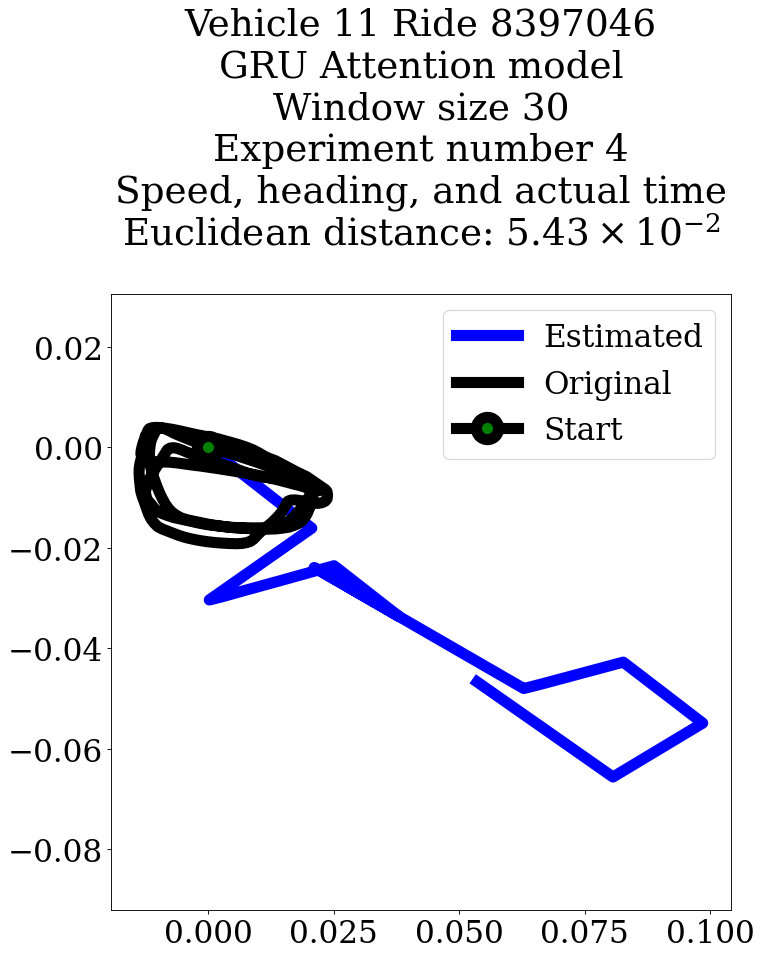 Vehicle 11 Ride 8397046
GRU Attention model
Window size 30
Experiment number 4
Speed, heading, and actual time
Euclidean distance: 5.43 × 10⁻²
Estimated
Original
Start
0.02
0.00
−0.02
−0.04
−0.06
−0.08
0.000 0.025 0.050 0.075 0.100